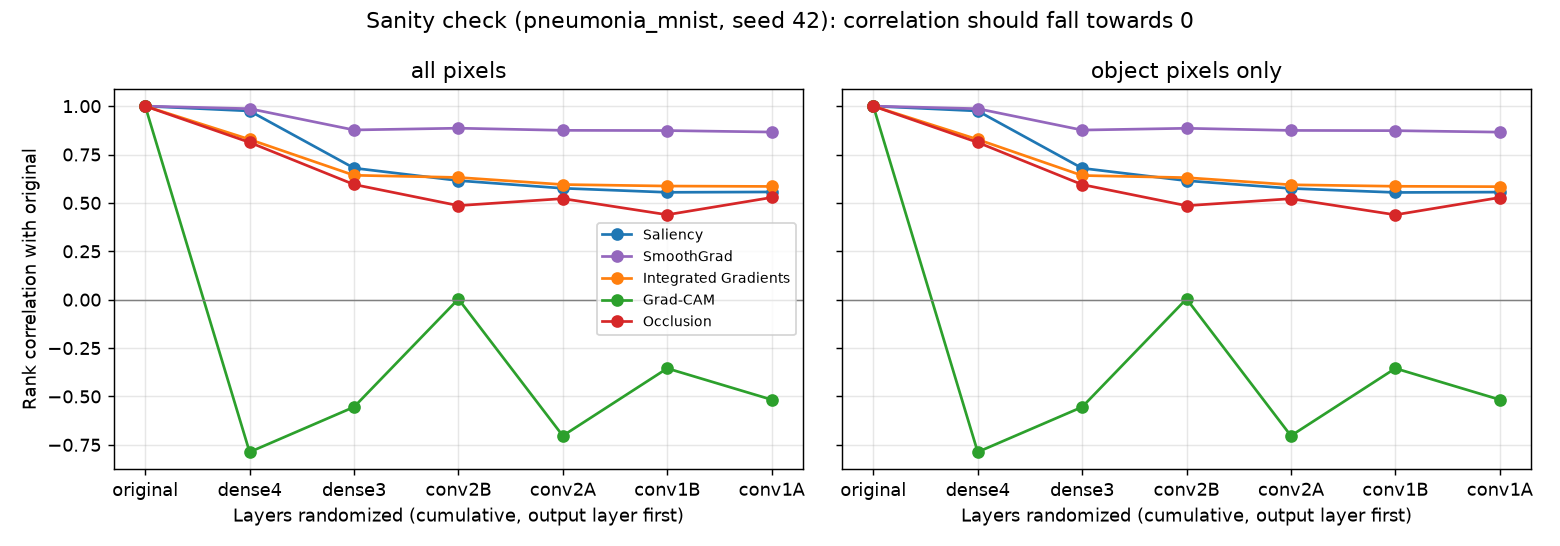 Sanity check (pneumonia_mnist, seed 42): correlation should fall towards 0
all pixels
object pixels only
Rank correlation with original
1.00
0.75
0.50
0.25
0.00
−0.25
−0.50
−0.75
Saliency
SmoothGrad
Integrated Gradients
Grad-CAM
Occlusion
original dense4 dense3 conv2B conv2A conv1B conv1A
Layers randomized (cumulative, output layer first)
original dense4 dense3 conv2B conv2A conv1B conv1A
Layers randomized (cumulative, output layer first)